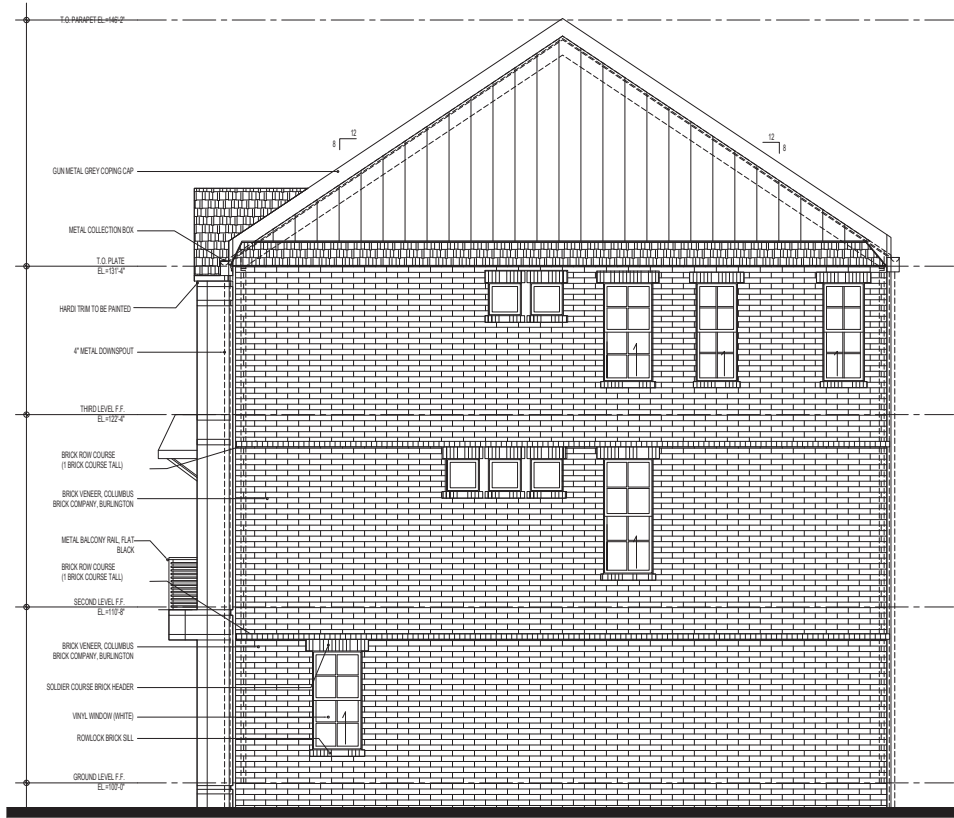 T.O. PARAPET EL.=146'-2"
12
8
12
8
GUN METAL GREY COPING CAP
METAL COLLECTION BOX
T.O. PLATE
EL.=131'-4"
HARDI TRIM TO BE PAINTED
4" METAL DOWNSPOUT
THIRD LEVEL F.F.
EL.=122'-4"
BRICK ROW COURSE
(1 BRICK COURSE TALL)
BRICK VENEER, COLUMBUS
BRICK COMPANY, BURLINGTON
METAL BALCONY RAIL, FLAT
BLACK
BRICK ROW COURSE
(1 BRICK COURSE TALL)
SECOND LEVEL F.F.
EL.=110'-8"
BRICK VENEER, COLUMBUS
BRICK COMPANY, BURLINGTON
SOLDIER COURSE BRICK HEADER
VINYL WINDOW (WHITE)
ROWLOCK BRICK SILL
GROUND LEVEL F.F.
EL.=100'-0"